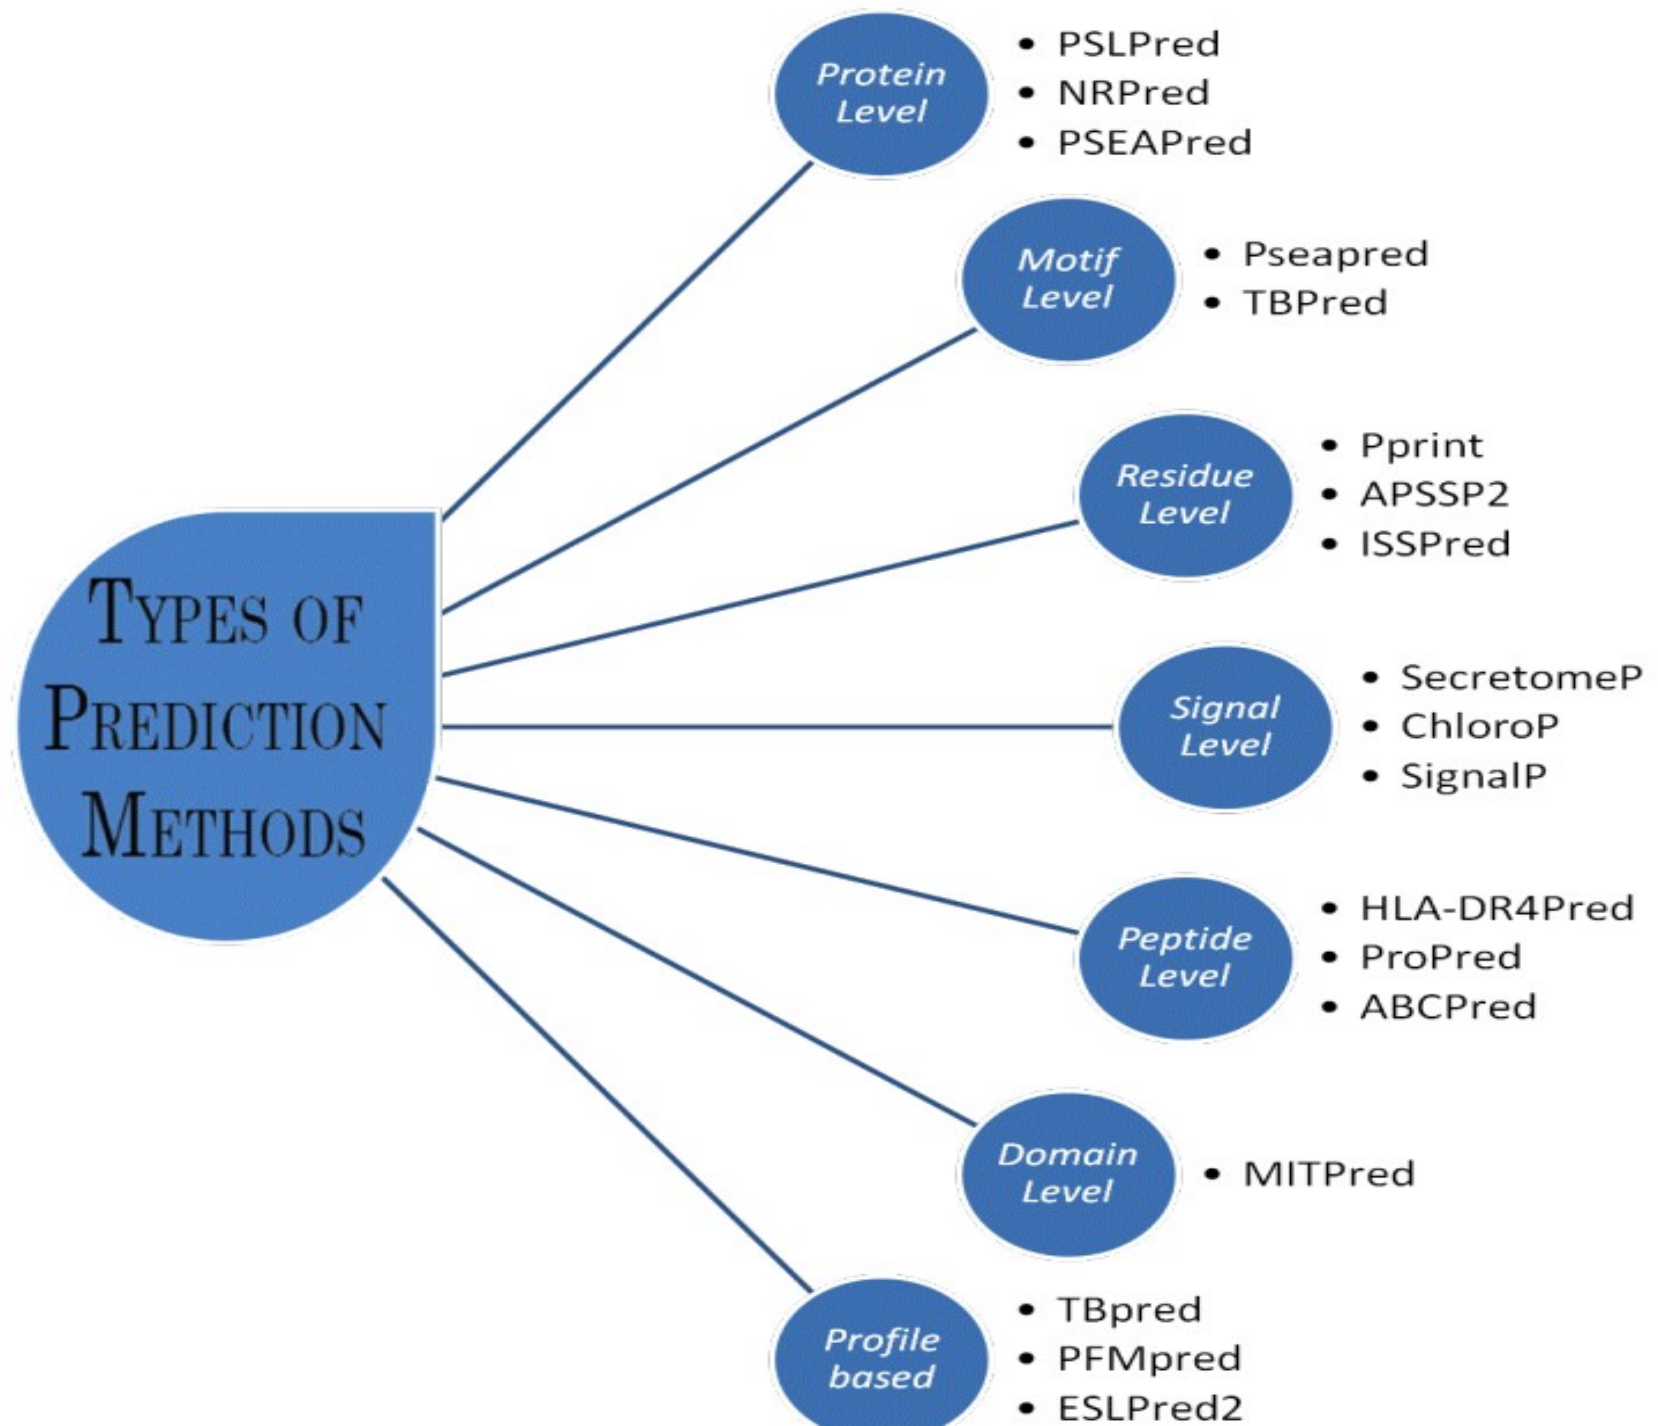 TYPES OF
PREDICTION
METHODS
Protein
Level
• PSLPred
• NRPred
• PSEAPred
Motif
Level
• Pseapred
• TBPred
Residue
Level
• Pprint
• APSSP2
• ISSPred
Signal
Level
• SecretomeP
• ChloroP
• SignalP
Peptide
Level
• HLA-DR4Pred
• ProPred
• ABCPred
Domain
Level
• MITPred
Profile
based
• TBpred
• PFMpred
• ESLPred2